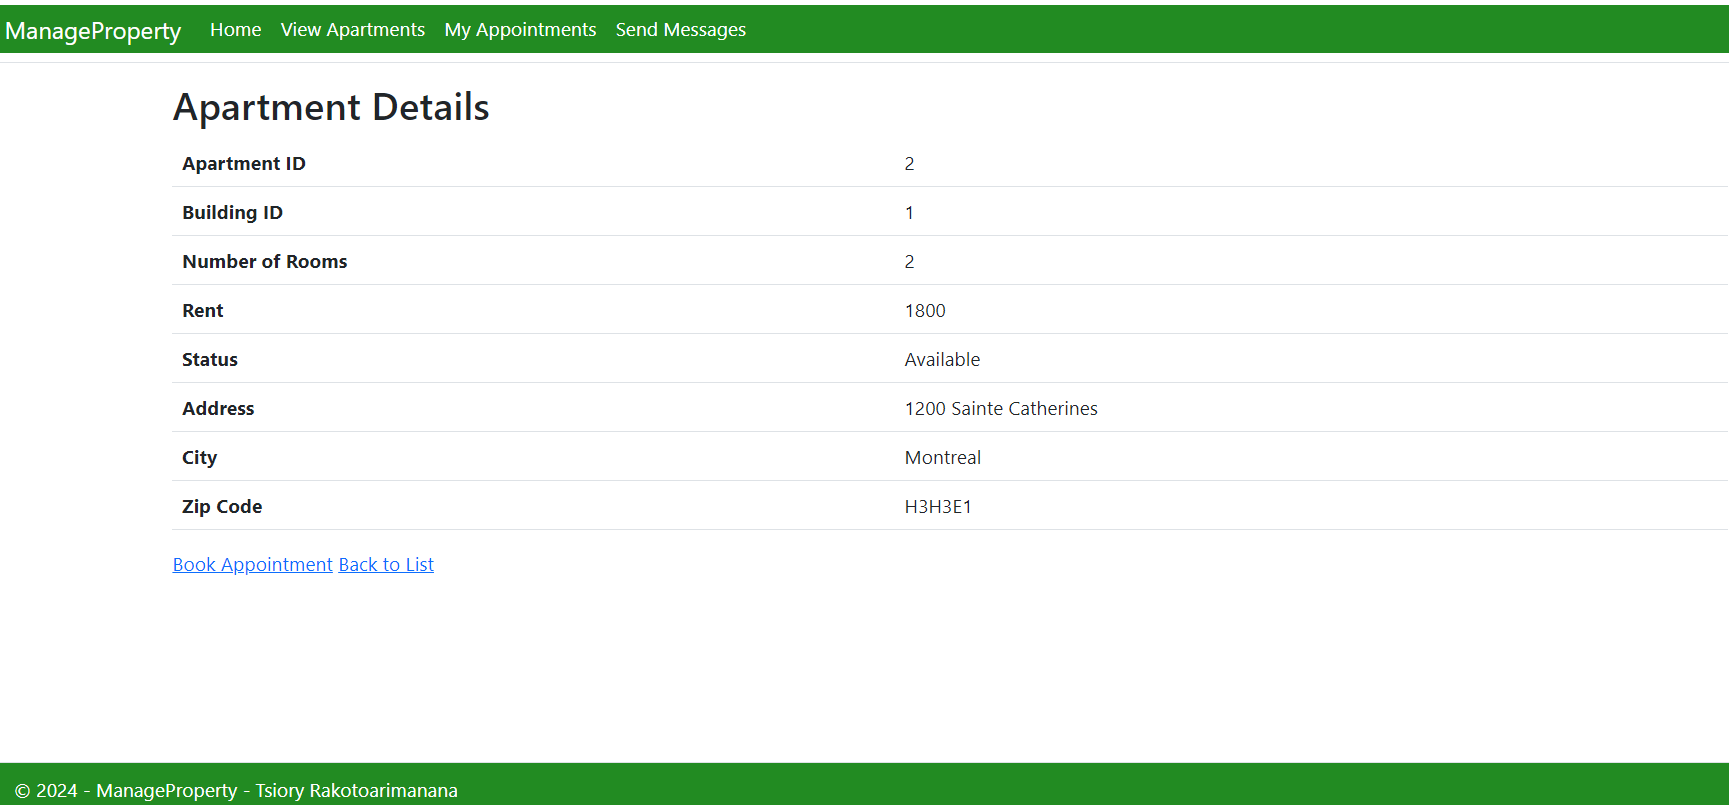 ManageProperty Home View Apartments My Appointments Send Messages
Apartment Details
Apartment ID 2
Building ID 1
Number of Rooms 2
Rent 1800
Status Available
Address 1200 Sainte Catherines
City Montreal
Zip Code H3H3E1
Book Appointment Back to List
© 2024 - ManageProperty - Tsiory Rakotoarimanana